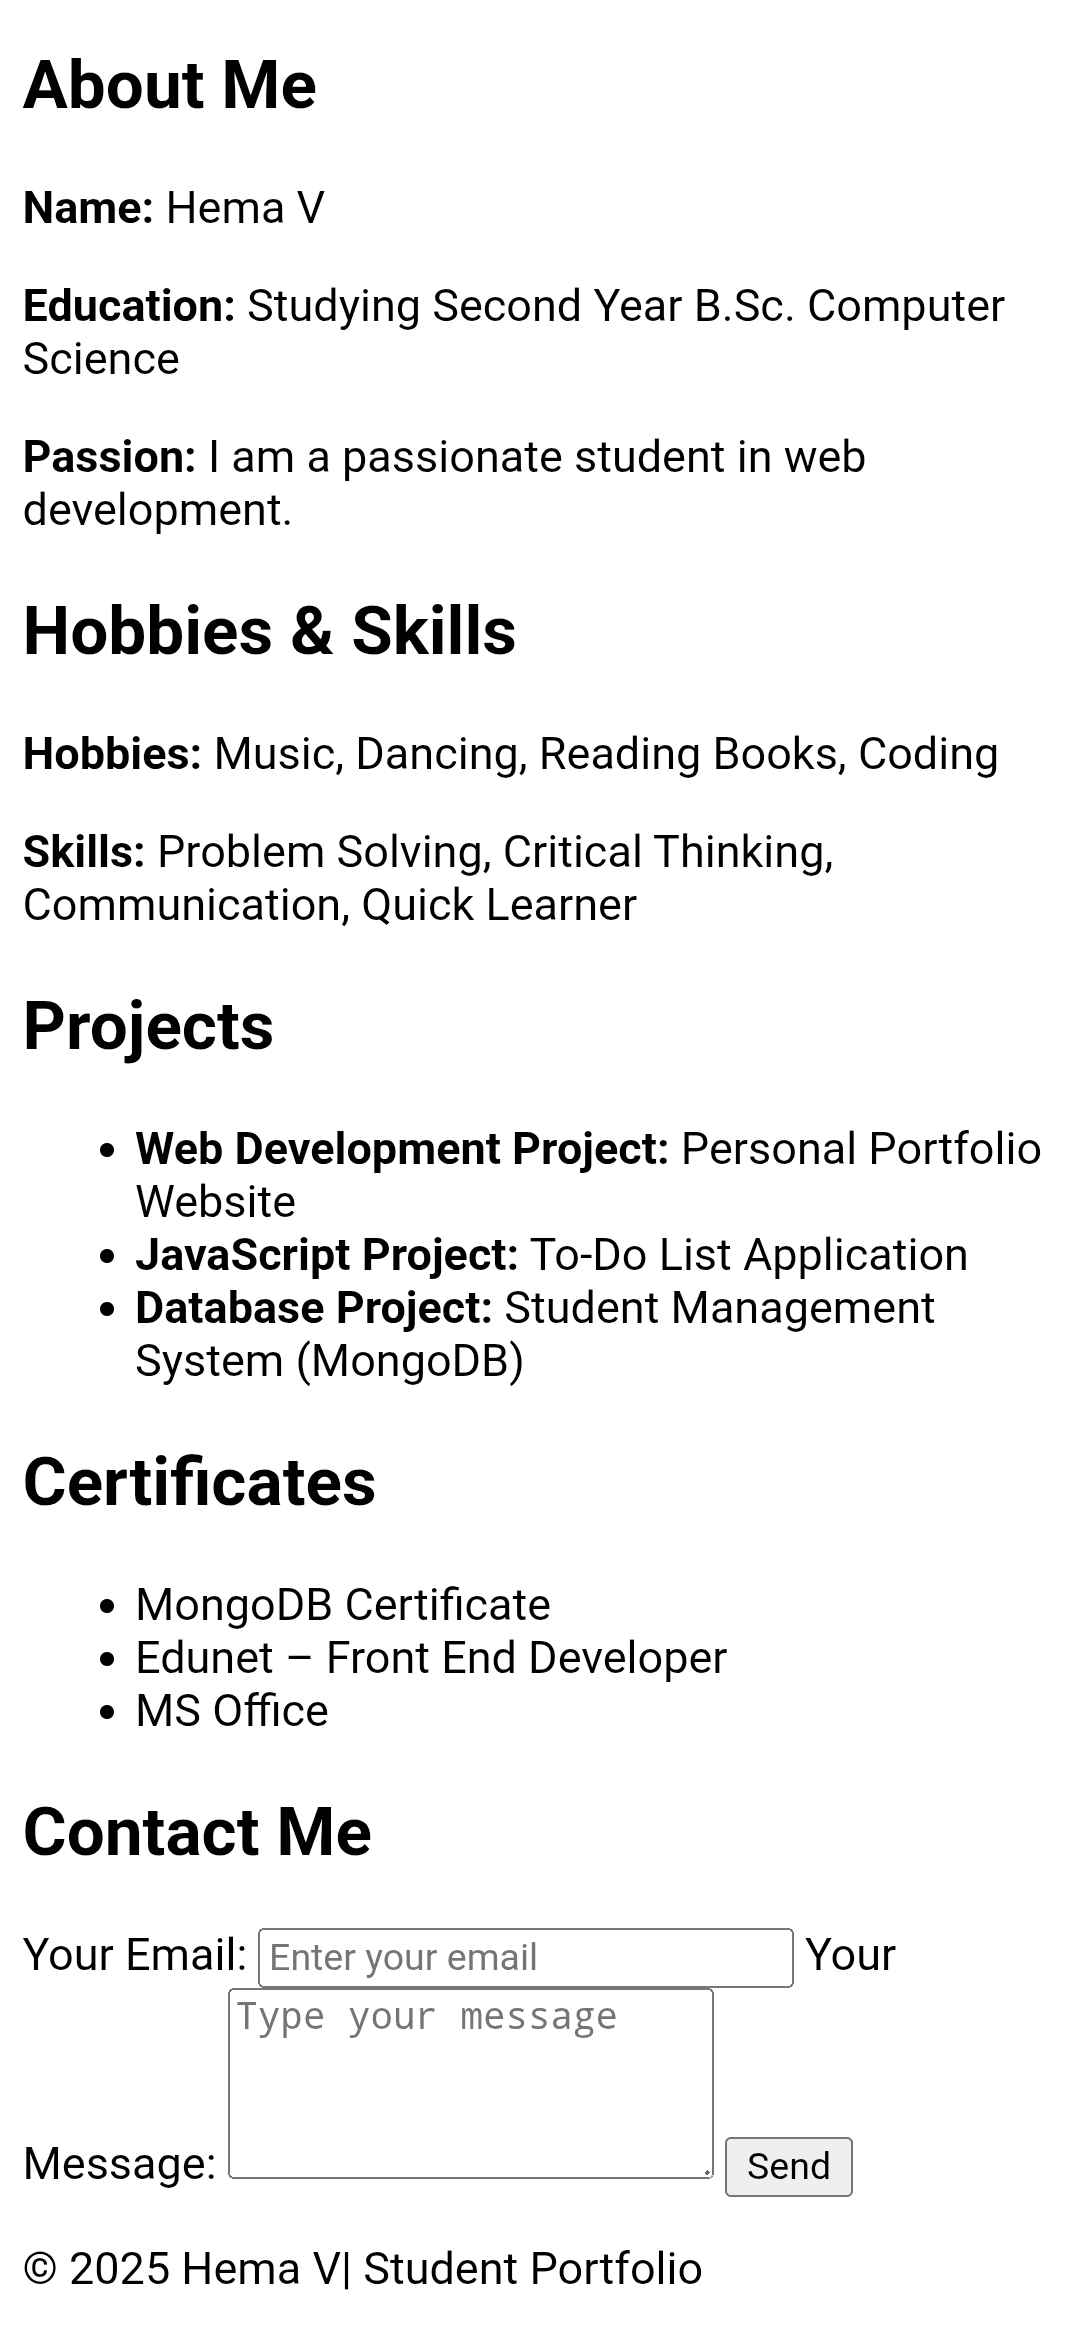 About Me
Name: Hema V
Education: Studying Second Year B.Sc. Computer
Science
Passion: I am a passionate student in web
development.
Hobbies & Skills
Hobbies: Music, Dancing, Reading Books, Coding
Skills: Problem Solving, Critical Thinking,
Communication, Quick Learner
Projects
• Web Development Project: Personal Portfolio
Website
• JavaScript Project: To-Do List Application
• Database Project: Student Management
System (MongoDB)
Certificates
• MongoDB Certificate
• Edunet – Front End Developer
• MS Office
Contact Me
Your Email: Enter your email Your
Type your message
Message: Send
© 2025 Hema V| Student Portfolio